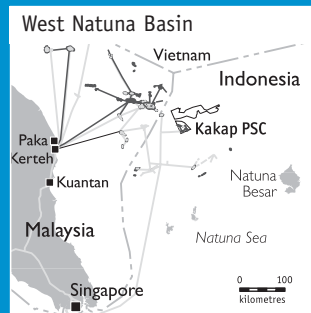 West Natuna Basin
Vietnam
Indonesia
Kakap PSC
Paka
Kerteh
Kuantan
Natuna
Besar
Malaysia
Natuna Sea
Singapore
0 100
kilometres